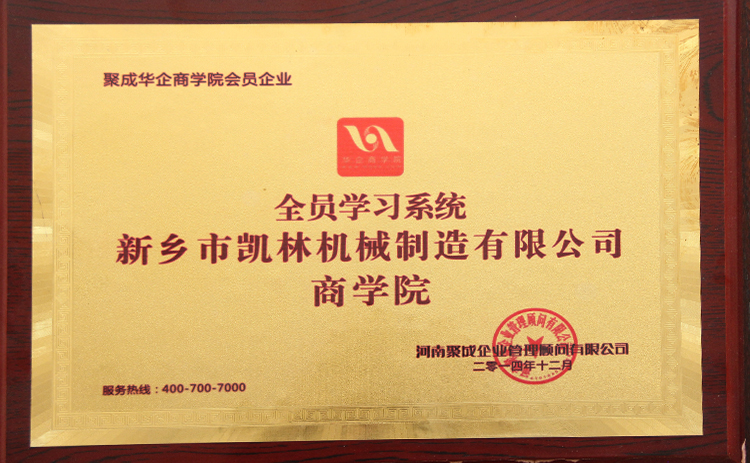 聚成华企商学院会员企业
华企商学院
全员学习系统
新乡市凯林机械制造有限公司
商学院
河南聚成企业管理顾问有限公司
二零一四年十二月
服务热线：400-700-7000